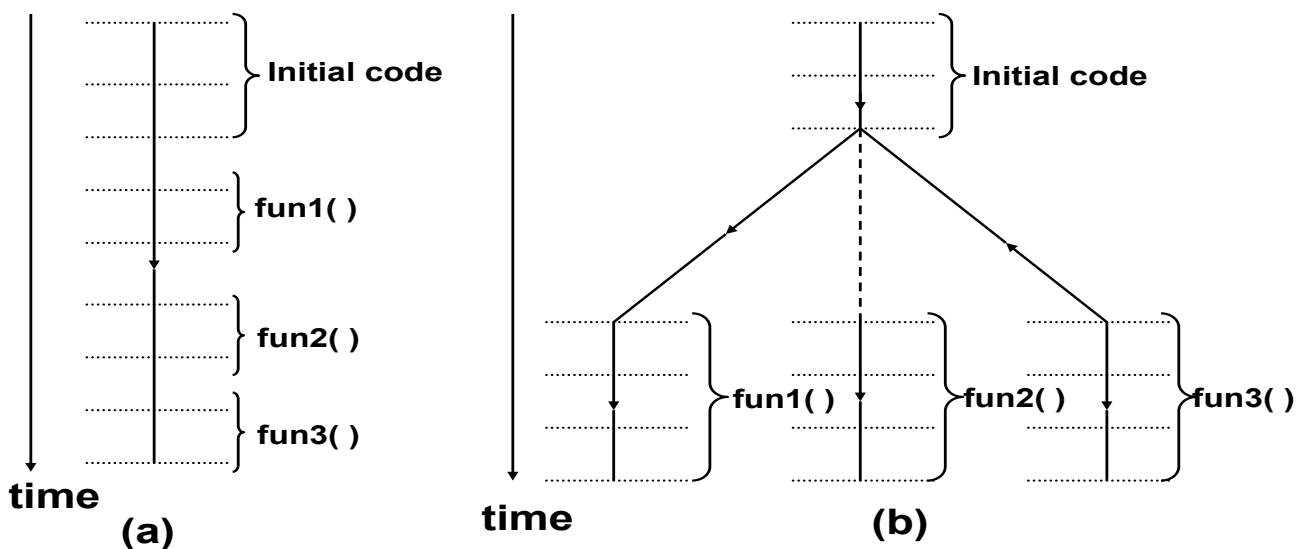 Initial code
fun1( )
fun2( )
fun3( )
time
(a)
Initial code
fun1( )
fun2( )
fun3( )
time
(b)